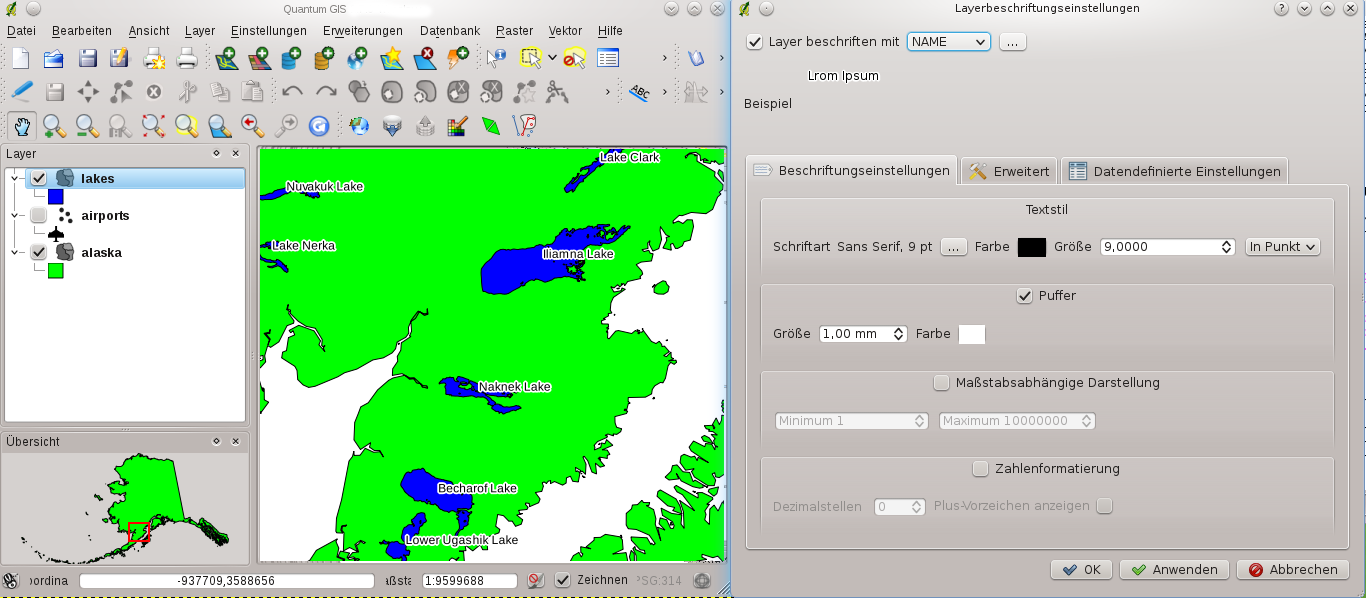 Quantum GIS
Datei Bearbeiten Ansicht Layer Einstellungen Erweiterungen Datenbank Raster Vektor Hilfe
ABC
Layer
lakes
airports
alaska
Übersicht
Lake Clark
Nuvakuk Lake
Lake Nerka
Iliamna Lake
Naknek Lake
Becharof Lake
Lower Ugashik Lake
oordina -937709,3588656 aßsta 1:9599688 Zeichnen PSG:314
Layerbeschriftungseinstellungen
Layer beschriften mit NAME ...
Lrom Ipsum
Beispiel
Beschriftungseinstellungen Erweitert Datendefinierte Einstellungen
Textstil
Schriftart Sans Serif, 9 pt ... Farbe Größe 9,0000 In Punkt
Puffer
Größe 1,00 mm Farbe
Maßstabsabhängige Darstellung
Minimum 1 Maximum 10000000
Zahlenformatierung
Dezimalstellen 0 Plus-Vorzeichen anzeigen
OK Anwenden Abbrechen